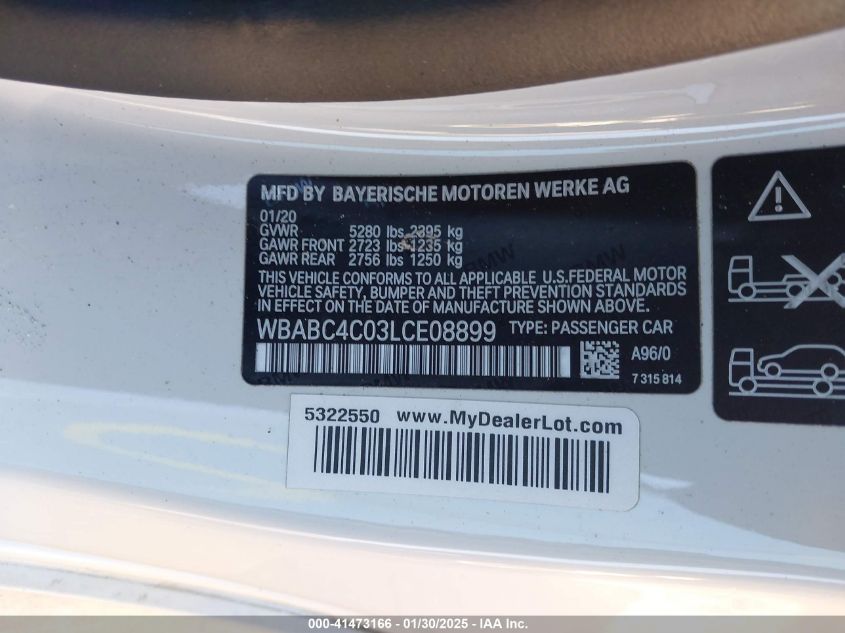 MFD BY BAYERISCHE MOTOREN WERKE AG
01/20
GVWR 5280 lbs 2395 kg
GAWR FRONT 2723 lbs 1235 kg
GAWR REAR 2756 lbs 1250 kg
THIS VEHICLE CONFORMS TO ALL APPLICABLE U.S.FEDERAL MOTOR
VEHICLE SAFETY, BUMPER AND THEFT PREVENTION STANDARDS
IN EFFECT ON THE DATE OF MANUFACTURE SHOWN ABOVE.
WBABC4C03LCE08899 TYPE: PASSENGER CAR
A96/0
7 315 814
5322550 www.MyDealerLot.com
000-41473166 - 01/30/2025 - IAA Inc.